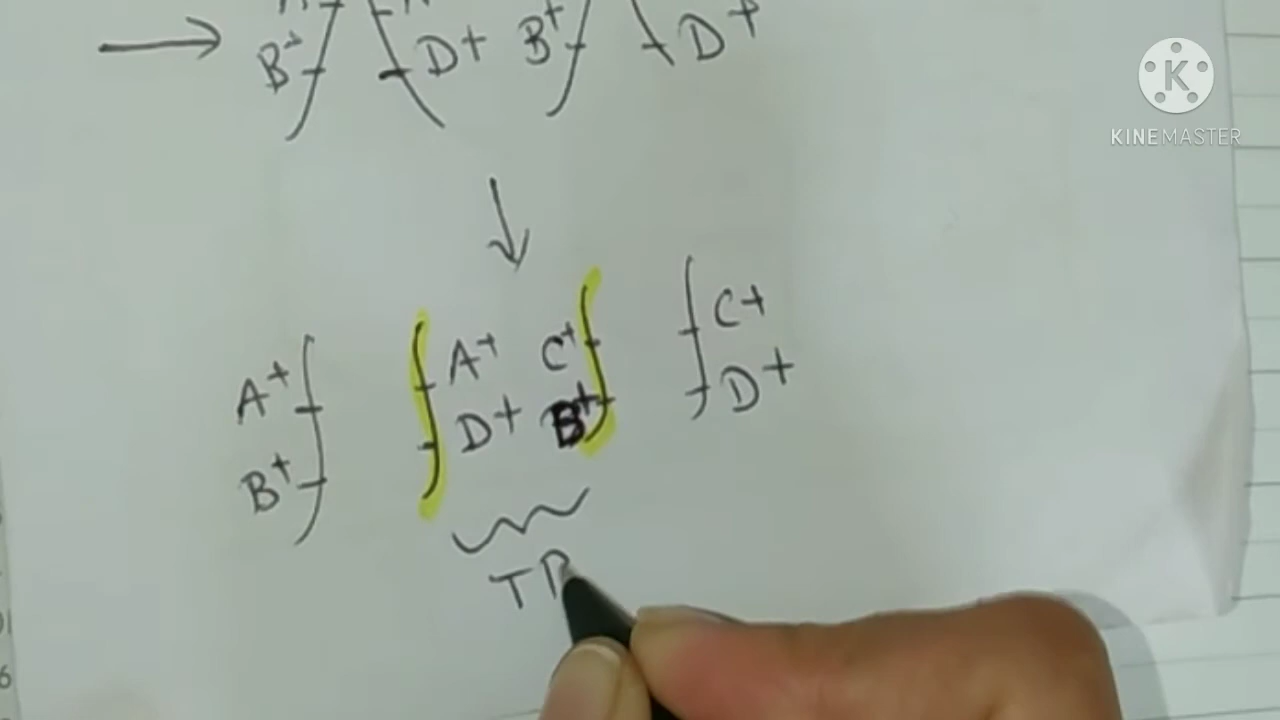 B+ D+ B+ D+
K
KINEMASTER
A+ A+ C+ C+
B+ D+ B+ D+
TP